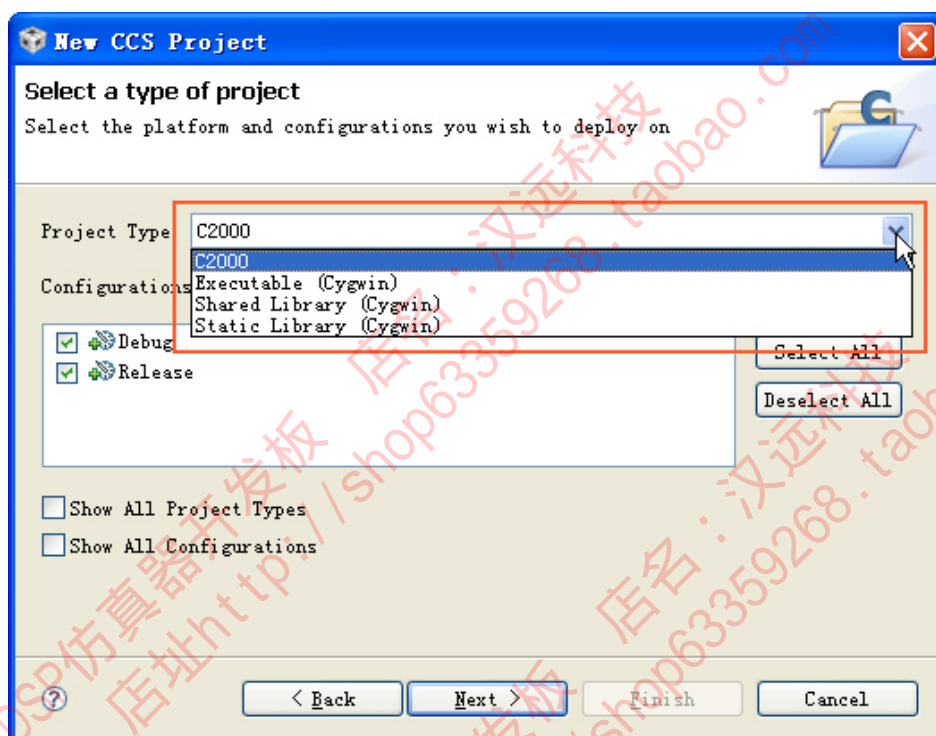 New CCS Project
Select a type of project
Select the platform and configurations you wish to deploy on
Project Type
C2000
C2000
Executable (Cygwin)
Shared Library (Cygwin)
Static Library (Cygwin)
Configurations
Debug
Release
Select All
Deselect All
Show All Project Types
Show All Configurations
< Back
Next >
Finish
Cancel
DSP仿真器开发板 店名：汉远科技
店址http://shop63359268.taobao.com